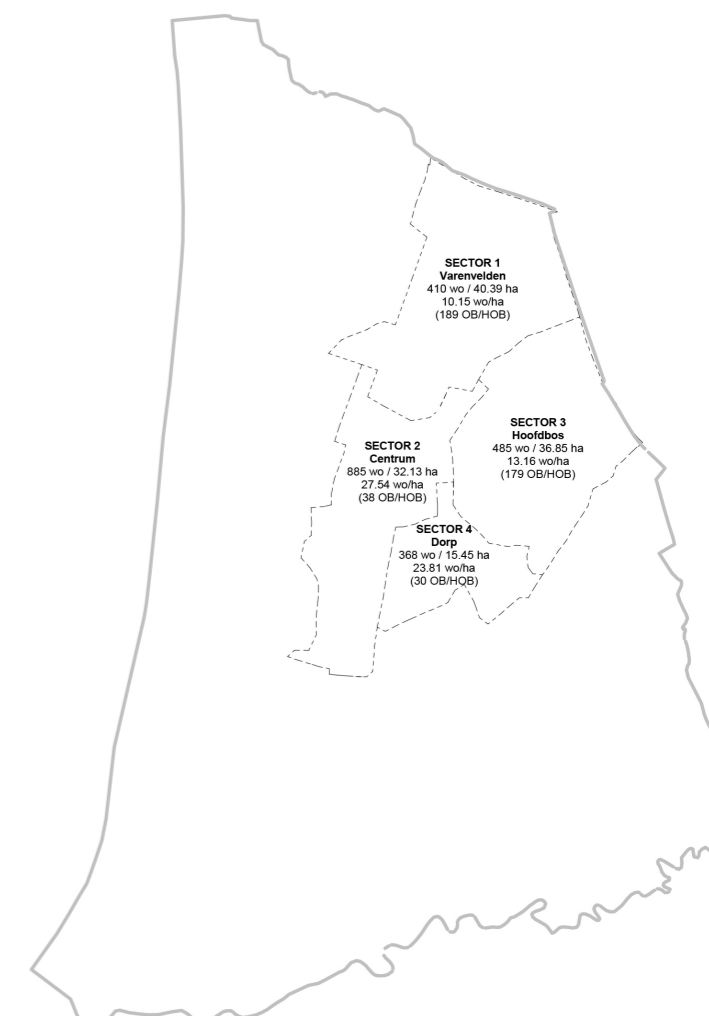 SECTOR 1
Varenvelden
410 wo / 40.39 ha
10.15 wo/ha
(189 OB/HOB)
SECTOR 3
Hoofdbos
485 wo / 36.85 ha
13.16 wo/ha
(179 OB/HOB)
SECTOR 2
Centrum
885 wo / 32.13 ha
27.54 wo/ha
(38 OB/HOB)
SECTOR 4
Dorp
368 wo / 15.45 ha
23.81 wo/ha
(30 OB/HOB)